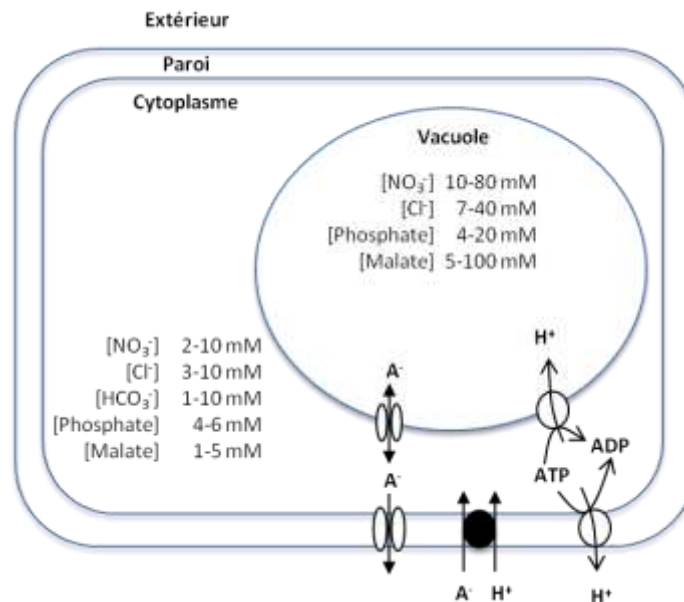 Extérieur
Paroi
Cytoplasme
Vacuole
[NO₃⁻] 10-80 mM
[Cl⁻] 7-40 mM
[Phosphate] 4-20 mM
[Malate] 5-100 mM
[NO₃⁻] 2-10 mM
[Cl⁻] 3-10 mM
[HCO₃⁻] 1-10 mM
[Phosphate] 4-6 mM
[Malate] 1-5 mM
H⁺
A⁻
ADP
ATP
A⁻
A⁻ H⁺
H⁺